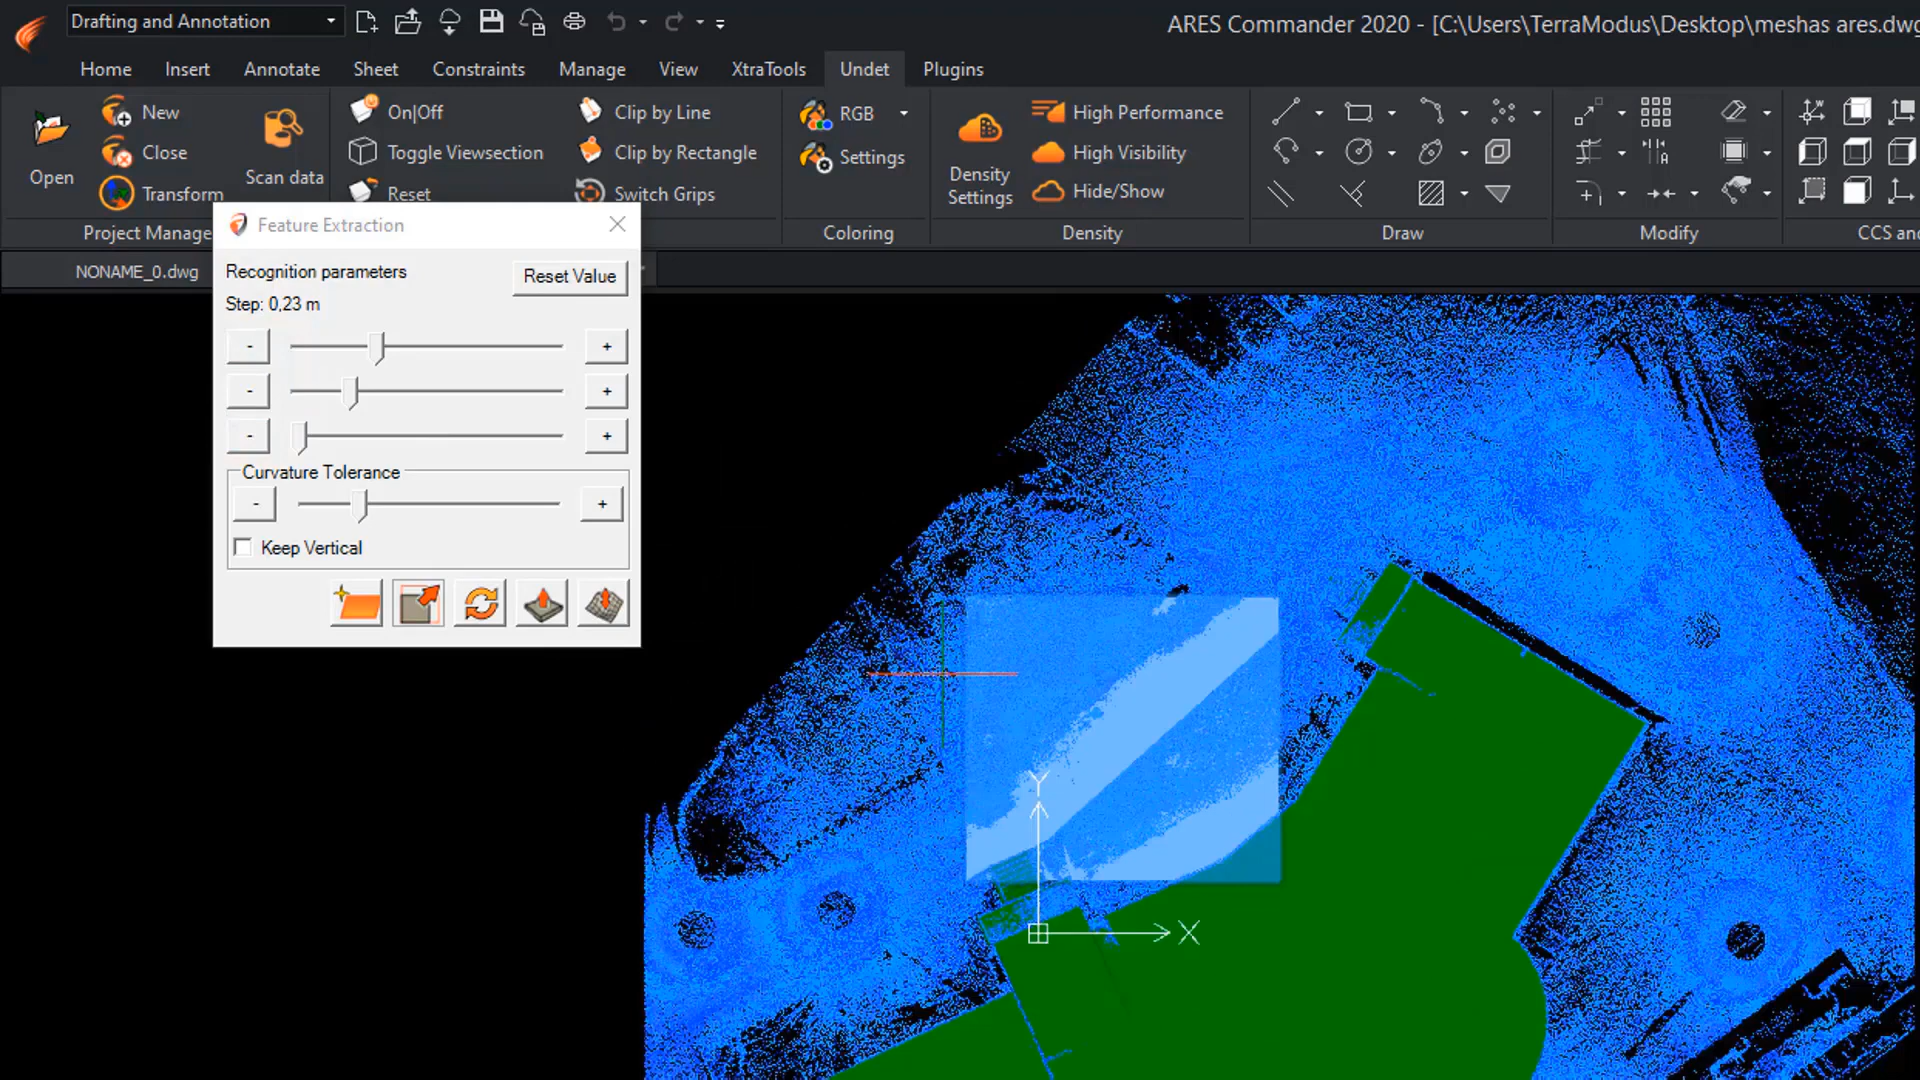 Drafting and Annotation
ARES Commander 2020 - [C:\Users\TerraModus\Desktop\meshas ares.dwg
Home
Insert
Annotate
Sheet
Constraints
Manage
View
XtraTools
Undet
Plugins
Open
New
Close
Transform
Scan data
Project Manage
On|Off
Toggle Viewsection
Reset
Clip by Line
Clip by Rectangle
Switch Grips
RGB
Settings
Coloring
Density
Settings
High Performance
High Visibility
Hide/Show
Density
Draw
Modify
CCS and
NONAME_0.dwg
Feature Extraction
Recognition parameters
Reset Value
Step: 0,23 m
- +
- +
- +
Curvature Tolerance
- +
Keep Vertical
Y
X